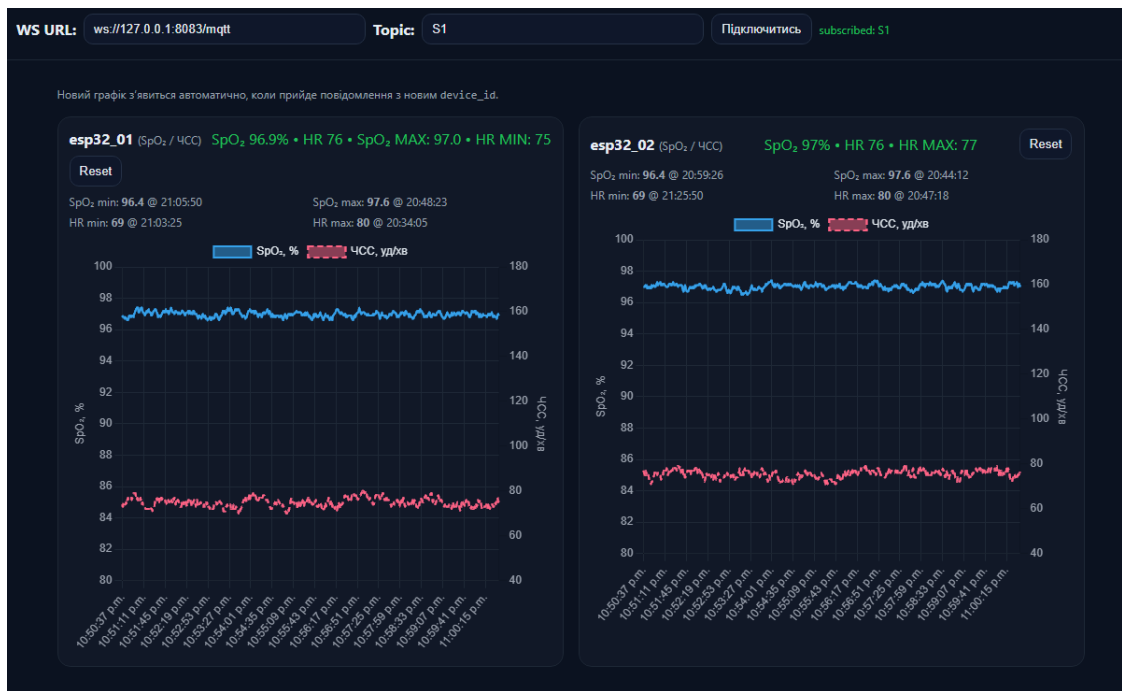 WS URL: ws://127.0.0.1:8083/mqtt Topic: S1 Підключитись subscribed: S1
Новий графік з'явиться автоматично, коли прийде повідомлення з новим device_id.
esp32_01 (SpO₂ / ЧСС) SpO₂ 96.9% • HR 76 • SpO₂ MAX: 97.0 • HR MIN: 75
Reset
SpO₂ min: 96.4 @ 21:05:50 SpO₂ max: 97.6 @ 20:48:23
HR min: 69 @ 21:03:25 HR max: 80 @ 20:34:05
SpO₂, % ЧСС, уд/хв
100 180
98
96 160
94 140
92
90 120
88 100
86
84 80
82 60
80 40
SpO₂, %
ЧСС, уд/хв
10:50:37 p.m. 10:51:11 p.m. 10:51:45 p.m. 10:52:19 p.m. 10:52:53 p.m. 10:53:27 p.m. 10:54:01 p.m. 10:54:35 p.m. 10:55:09 p.m. 10:55:43 p.m. 10:56:17 p.m. 10:56:51 p.m. 10:57:25 p.m. 10:57:59 p.m. 10:58:33 p.m. 10:59:07 p.m. 10:59:41 p.m. 11:00:15 p.m.
esp32_02 (SpO₂ / ЧСС) SpO₂ 97% • HR 76 • HR MAX: 77 Reset
SpO₂ min: 96.4 @ 20:59:26 SpO₂ max: 97.6 @ 20:44:12
HR min: 69 @ 21:25:50 HR max: 80 @ 20:47:18
SpO₂, % ЧСС, уд/хв
100 180
98 160
96
94 140
92 120
90
88 100
86 80
84
82 60
80 40
SpO₂, %
ЧСС, уд/хв
10:50:37 p.m. 10:51:11 p.m. 10:51:45 p.m. 10:52:19 p.m. 10:52:53 p.m. 10:53:27 p.m. 10:54:01 p.m. 10:54:35 p.m. 10:55:09 p.m. 10:55:43 p.m. 10:56:17 p.m. 10:56:51 p.m. 10:57:25 p.m. 10:57:59 p.m. 10:58:33 p.m. 10:59:07 p.m. 10:59:41 p.m. 11:00:15 p.m.